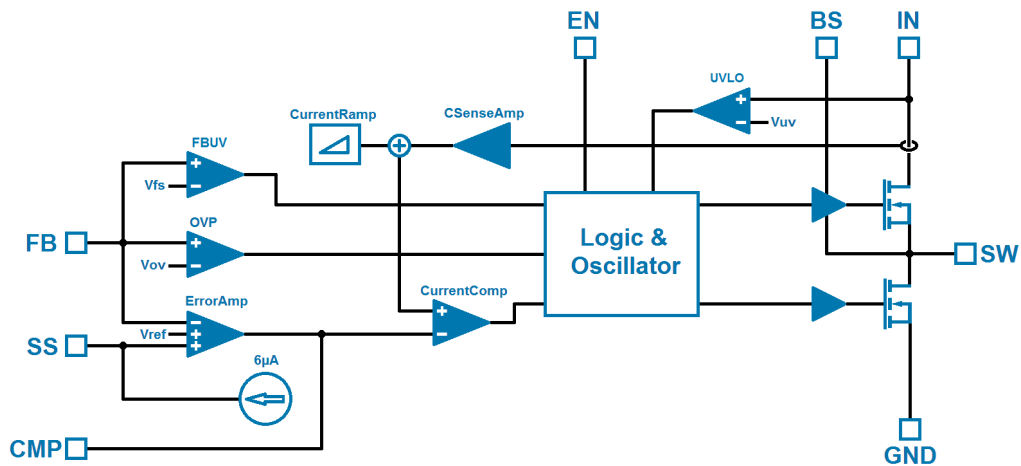 EN
BS
IN
UVLO
CurrentRamp
CSenseAmp
+
−
Vuv
FBUV
+
+
−
Vfs
OVP
FB
+
−
Vov
Logic &
Oscillator
SW
ErrorAmp
CurrentComp
−
+
Vref
+
+
−
SS
6µA
CMP
GND